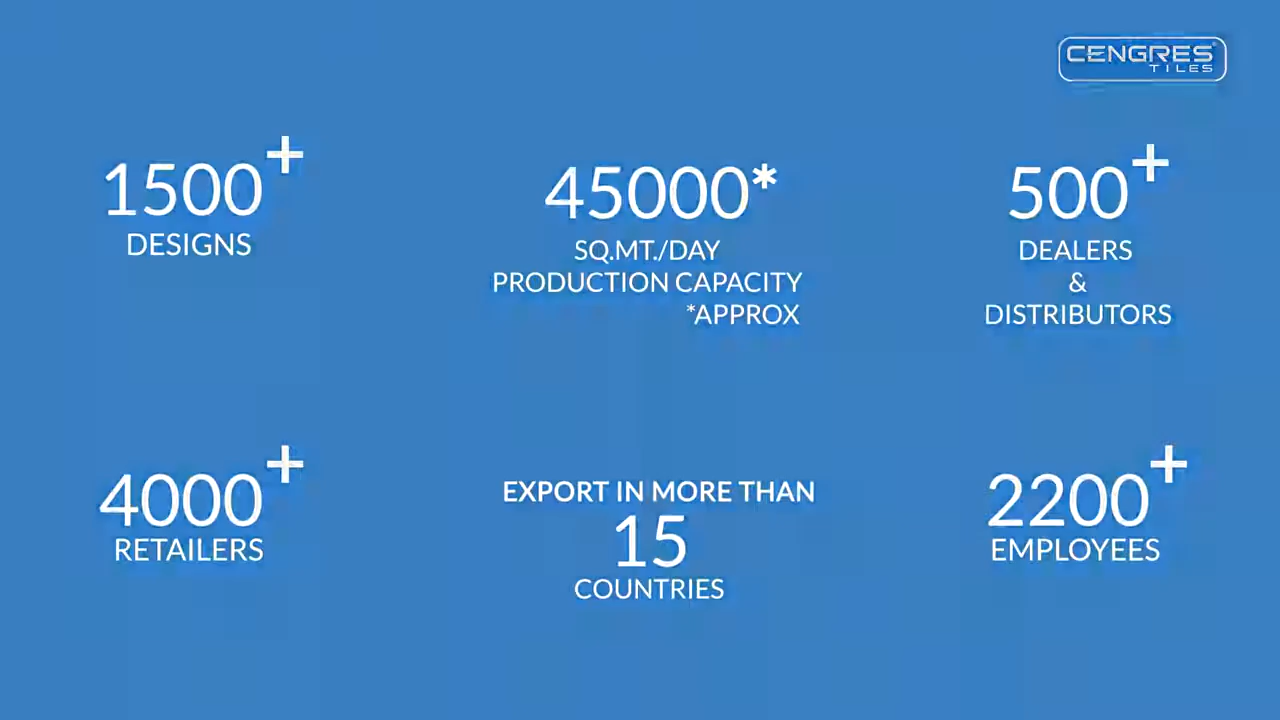 CENGRES®
TILES
1500+
DESIGNS
45000*
SQ.MT./DAY
PRODUCTION CAPACITY
*APPROX
500+
DEALERS
&
DISTRIBUTORS
4000+
RETAILERS
EXPORT IN MORE THAN
15
COUNTRIES
2200+
EMPLOYEES